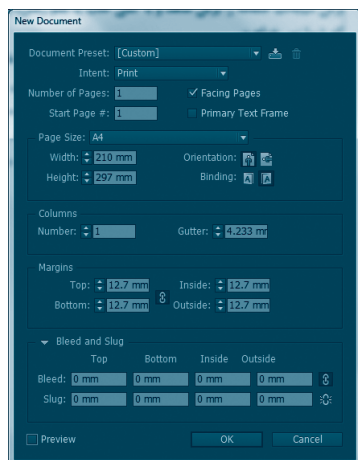 New Document
Document Preset: [Custom]
Intent: Print
Number of Pages: 1 Facing Pages
Start Page #: 1 Primary Text Frame
Page Size: A4
Width: 210 mm Orientation:
Height: 297 mm Binding:
Columns
Number: 1 Gutter: 4.233 mm
Margins
Top: 12.7 mm Inside: 12.7 mm
Bottom: 12.7 mm Outside: 12.7 mm
Bleed and Slug
Top Bottom Inside Outside
Bleed: 0 mm 0 mm 0 mm 0 mm
Slug: 0 mm 0 mm 0 mm 0 mm
Preview OK Cancel